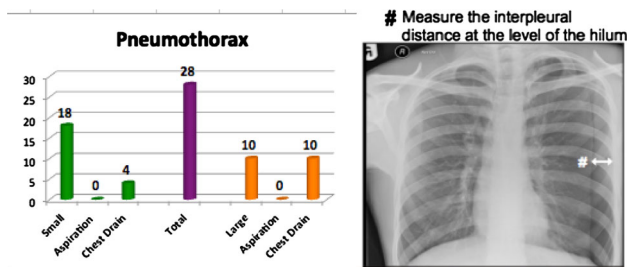 Pneumothorax
30
25
20
15
10
5
0
18
0
4
28
10
0
10
Small
Aspiration
Chest Drain
Total
Large
Aspiration
Chest Drain
# Measure the interpleural
distance at the level of the hilum
R
#